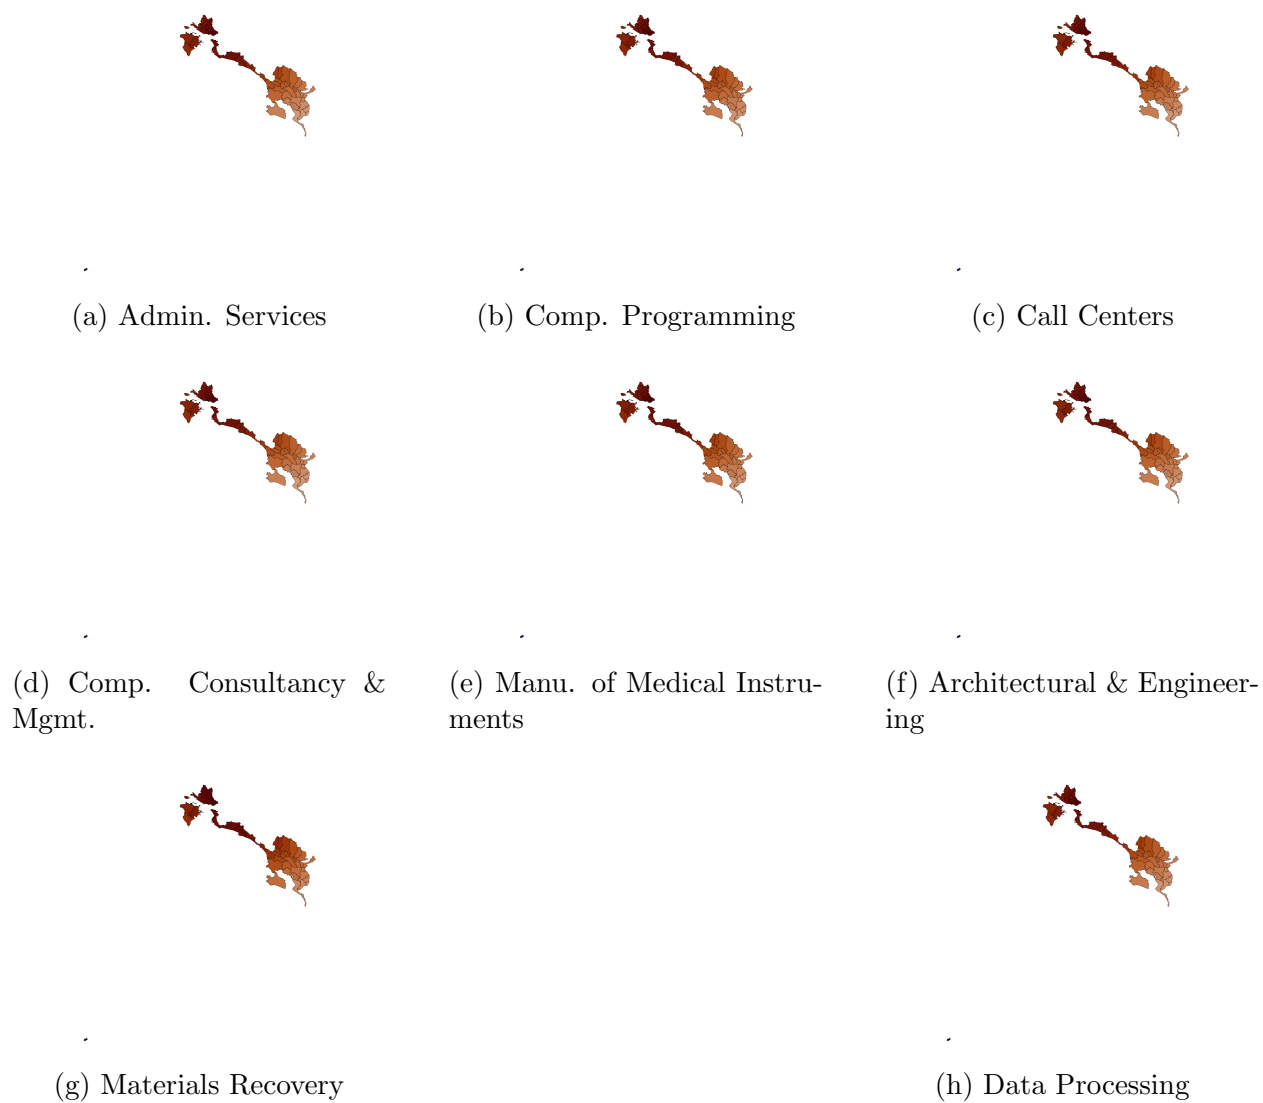 (a) Admin. Services
(b) Comp. Programming
(c) Call Centers
(d) Comp. Consultancy &
Mgmt.
(e) Manu. of Medical Instru-
ments
(f) Architectural & Engineer-
ing
(g) Materials Recovery
(h) Data Processing